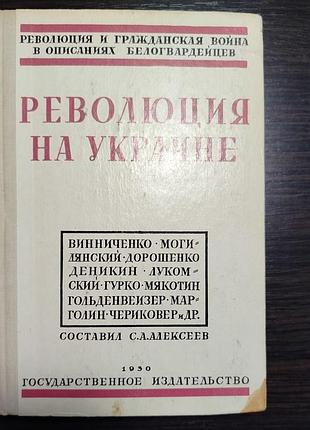 РЕВОЛЮЦИЯ И ГРАЖДАНСКАЯ ВОЙНА
В ОПИСАНИЯХ БЕЛОГВАРДЕЙЦЕВ
РЕВОЛЮЦИЯ
НА УКРАИНЕ
ВИННИЧЕНКО · МОГИ-
ЛЯНСКИЙ · ДОРОШЕНКО
ДЕНИКИН · ЛУКОМ-
СКИЙ · ГУРКО · МЯКОТИН
ГОЛЬДЕНВЕЙЗЕР · МАР-
ГОЛИН · ЧЕРИКОВЕР и ДР.
СОСТАВИЛ С. А. АЛЕКСЕЕВ
1930
ГОСУДАРСТВЕННОЕ ИЗДАТЕЛЬСТВО